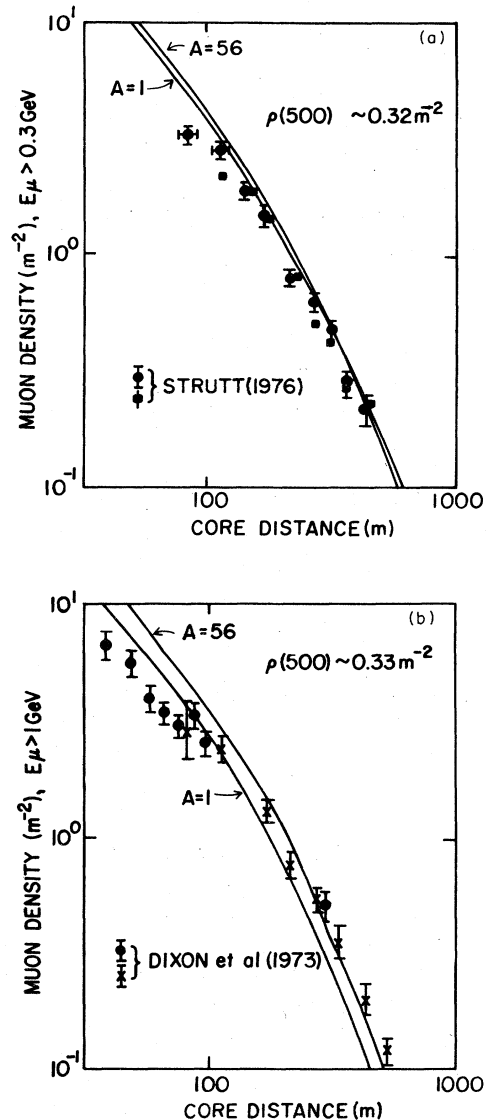 10¹
(a)
A=56
A=1
ρ(500) ~0.32m⁻²
MUON DENSITY (m⁻²), Eμ > 0.3 GeV
10⁰
STRUTT (1976)
10⁻¹
100
1000
CORE DISTANCE (m)
10¹
(b)
A=56
ρ(500) ~0.33m⁻²
A=1
MUON DENSITY (m⁻²), Eμ >1GeV
10⁰
DIXON et al (1973)
10⁻¹
100
1000
CORE DISTANCE (m)